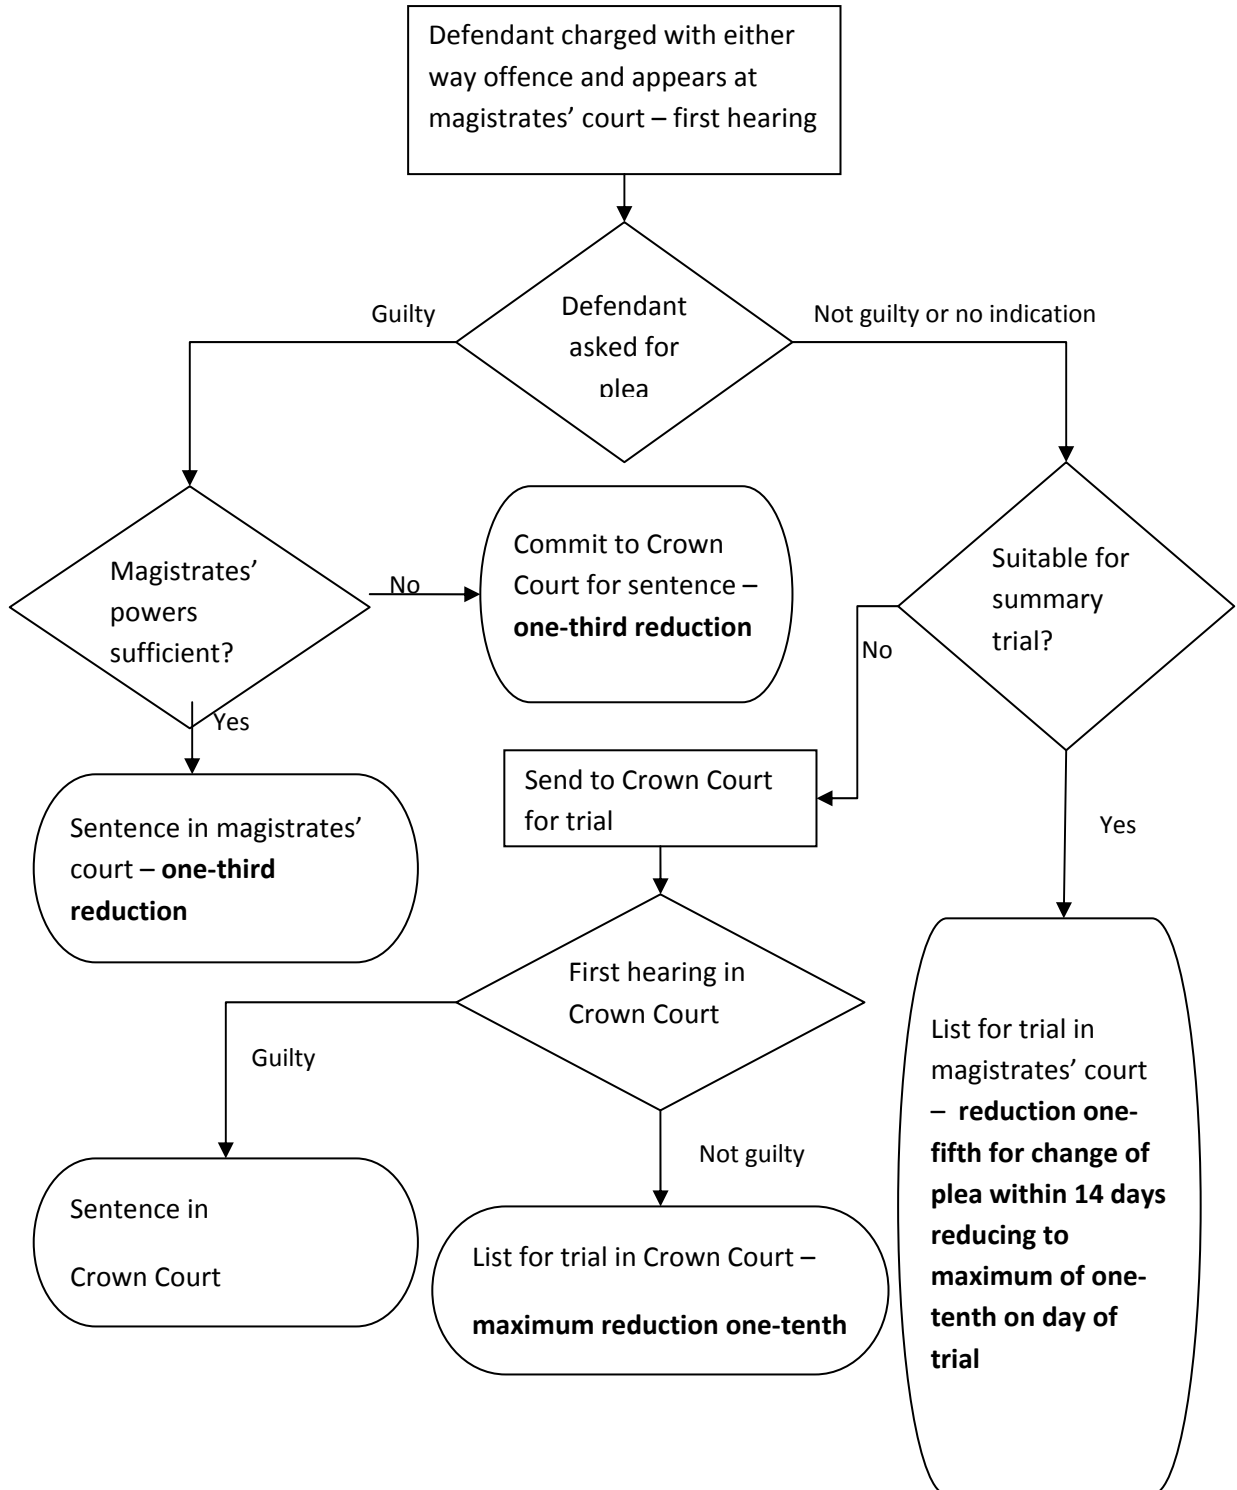 Defendant charged with either
way offence and appears at
magistrates’ court – first hearing
Guilty
Defendant
asked for
plea
Not guilty or no indication
Magistrates’
powers
sufficient?
No
Commit to Crown
Court for sentence –
one-third reduction
Suitable for
summary
trial?
No
Yes
Send to Crown Court
for trial
Yes
Sentence in magistrates’
court – one-third
reduction
First hearing in
Crown Court
Guilty
Not guilty
List for trial in
magistrates’ court
– reduction one-
fifth for change of
plea within 14 days
reducing to
maximum of one-
tenth on day of
trial
Sentence in
Crown Court
List for trial in Crown Court –
maximum reduction one-tenth